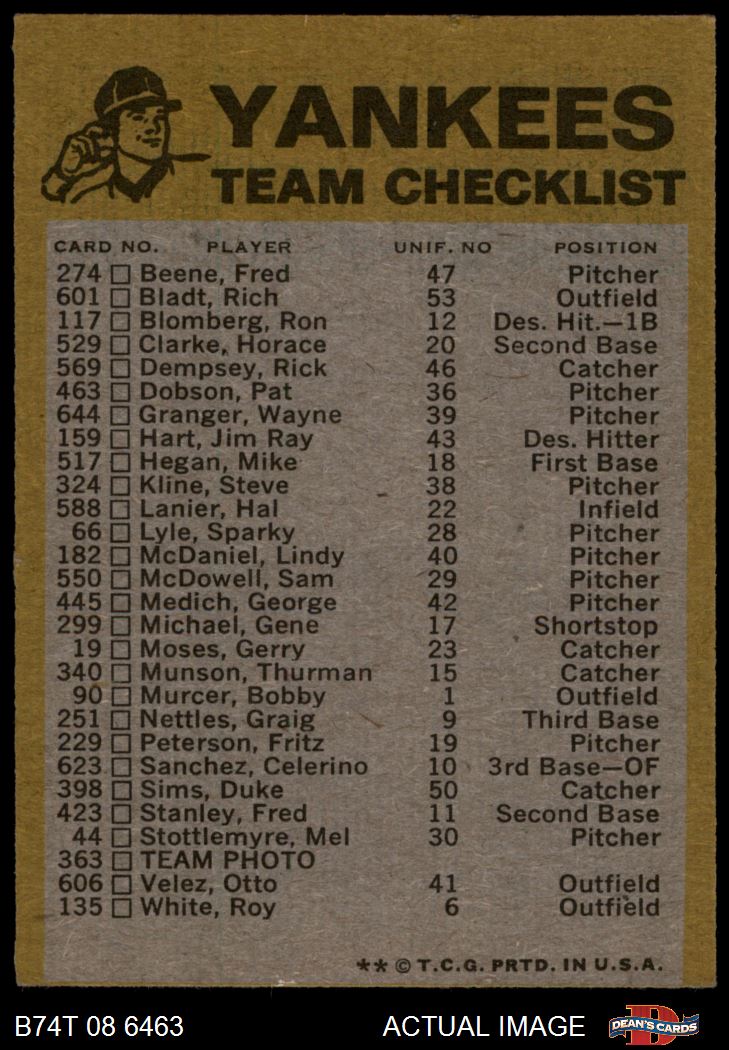 YANKEES
TEAM CHECKLIST
CARD NO. PLAYER UNIF. NO POSITION
274 Beene, Fred 47 Pitcher
601 Bladt, Rich 53 Outfield
117 Blomberg, Ron 12 Des. Hit.—1B
529 Clarke, Horace 20 Second Base
569 Dempsey, Rick 46 Catcher
463 Dobson, Pat 36 Pitcher
644 Granger, Wayne 39 Pitcher
159 Hart, Jim Ray 43 Des. Hitter
517 Hegan, Mike 18 First Base
324 Kline, Steve 38 Pitcher
588 Lanier, Hal 22 Infield
66 Lyle, Sparky 28 Pitcher
182 McDaniel, Lindy 40 Pitcher
550 McDowell, Sam 29 Pitcher
445 Medich, George 42 Pitcher
299 Michael, Gene 17 Shortstop
19 Moses, Gerry 23 Catcher
340 Munson, Thurman 15 Catcher
90 Murcer, Bobby 1 Outfield
251 Nettles, Graig 9 Third Base
229 Peterson, Fritz 19 Pitcher
623 Sanchez, Celerino 10 3rd Base—OF
398 Sims, Duke 50 Catcher
423 Stanley, Fred 11 Second Base
44 Stottlemyre, Mel 30 Pitcher
363 TEAM PHOTO
606 Velez, Otto 41 Outfield
135 White, Roy 6 Outfield
** © T.C.G. PRTD. IN U.S.A.
B74T 08 6463 ACTUAL IMAGE DEAN'S CARDS